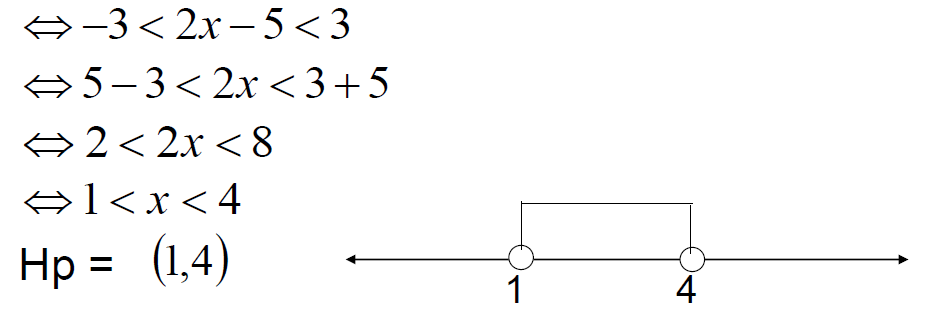 ⇔ −3 < 2x − 5 < 3
⇔ 5 − 3 < 2x < 3 + 5
⇔ 2 < 2x < 8
⇔ 1 < x < 4
Hp = (1,4)
1 4